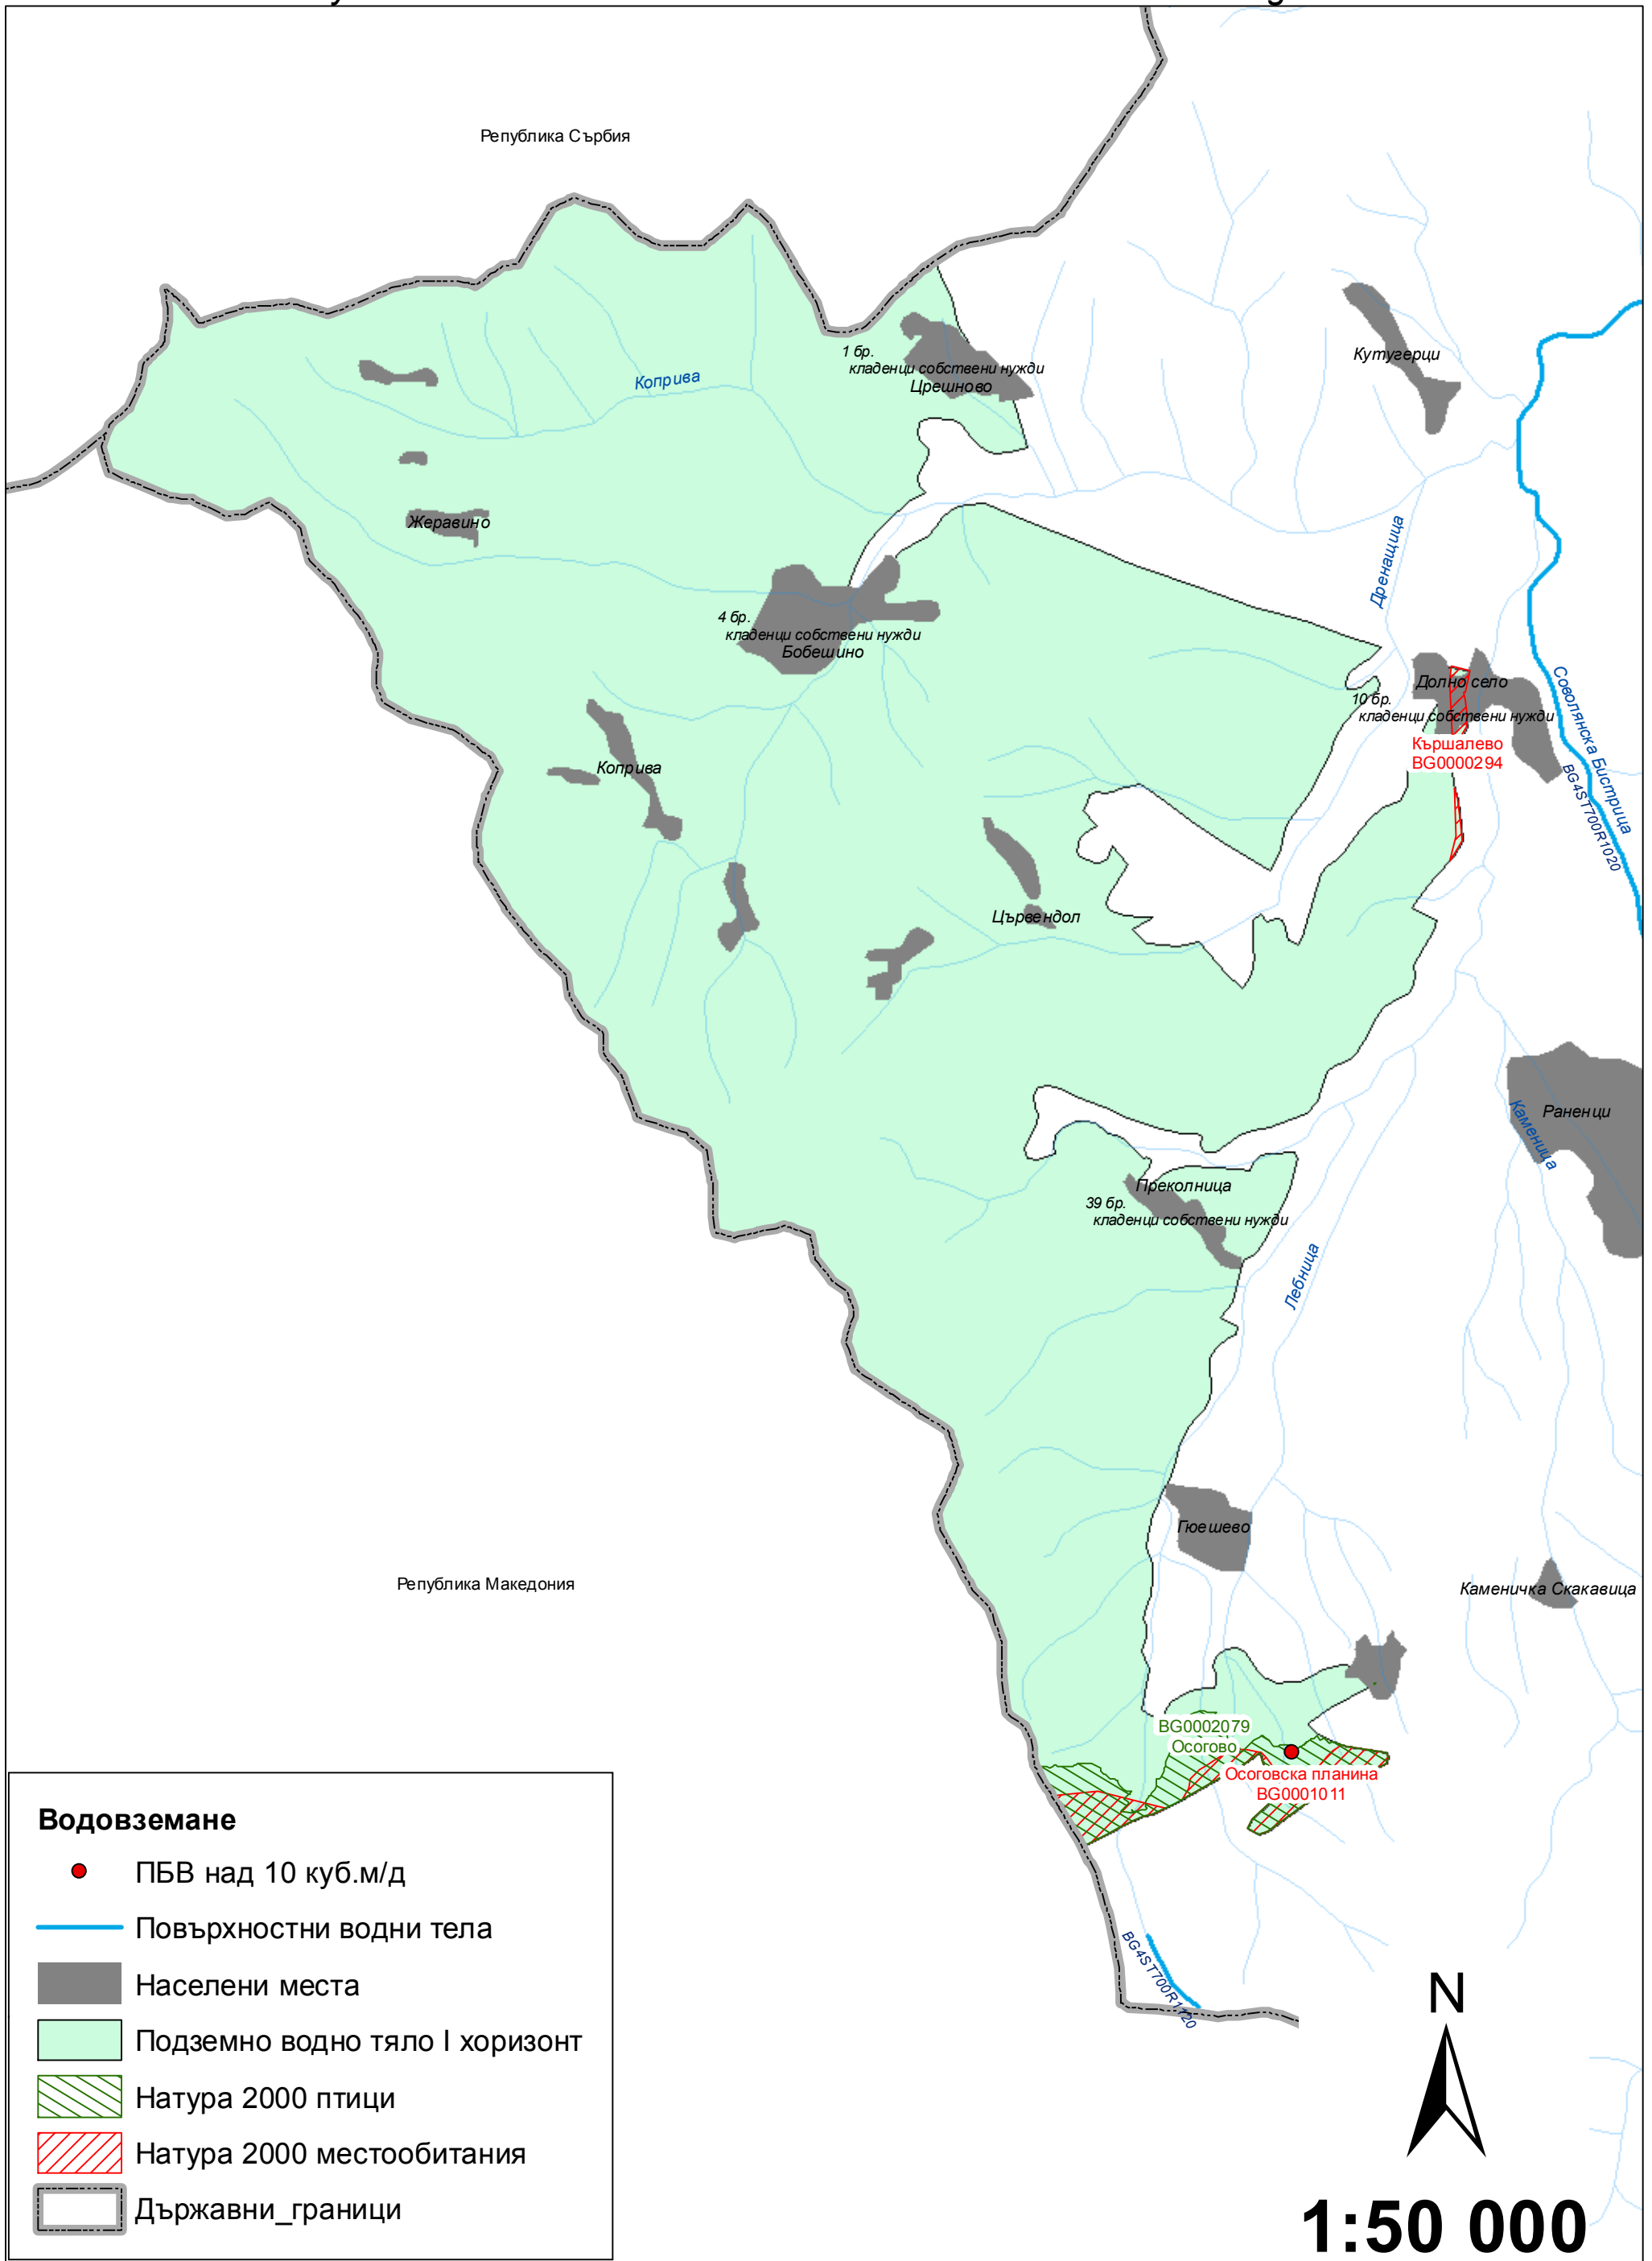 Република Сърбия
1 бр.
кладенци собствени нужди
Црешново
Кутугерци
Коприва
Жеравино
Дренащица
4 бр.
кладенци собствени нужди
Бобешино
Долно село
10 бр.
кладенци собствени нужди
Кършалево
BG0000294
Соволянска Бистрица
BG4ST700R1020
Коприва
Цървендол
Раненци
Каменица
Преколница
39 бр.
кладенци собствени нужди
Лебница
Гюешево
Република Македония
Каменичка Скакавица
BG0002079
Осогово
Осоговска планина
BG0001011
BG4ST700R1120
Водовземане
ПБВ над 10 куб.м/д
Повърхностни водни тела
Населени места
Подземно водно тяло I хоризонт
Натура 2000 птици
Натура 2000 местообитания
Държавни_граници
N
1:50 000